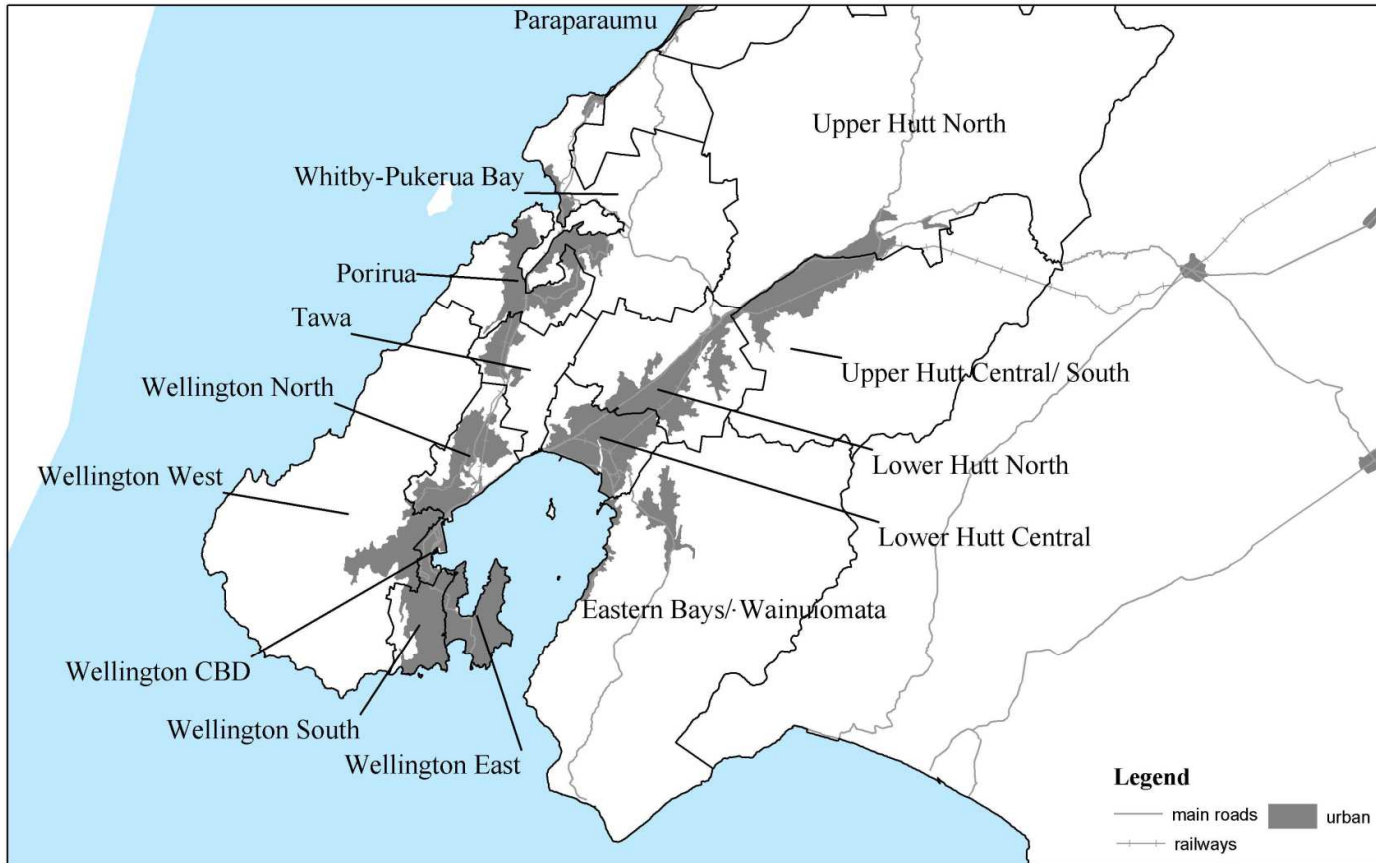 Paraparaumu
Upper Hutt North
Whitby-Pukerua Bay
Porirua
Tawa
Upper Hutt Central/ South
Wellington North
Lower Hutt North
Wellington West
Lower Hutt Central
Eastern Bays/ Wainuiomata
Wellington CBD
Wellington South
Wellington East
Legend
main roads
urban
railways